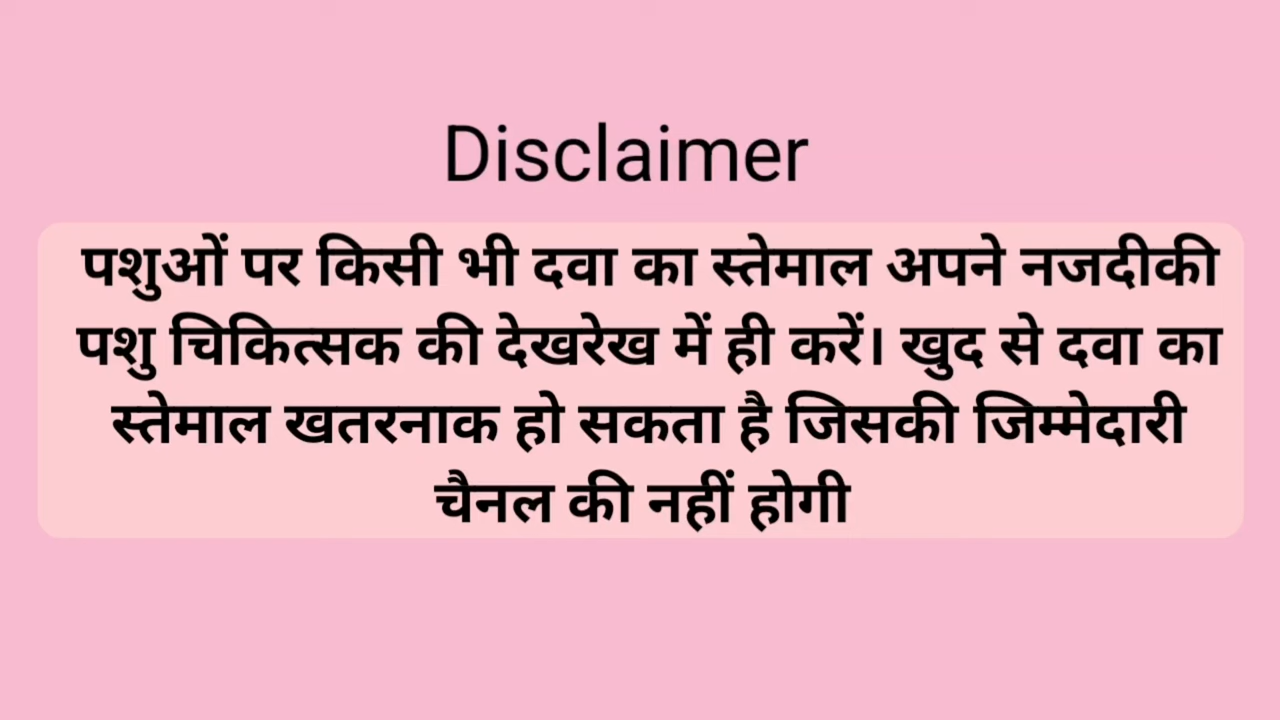 Disclaimer
पशुओं पर किसी भी दवा का स्तेमाल अपने नजदीकी
पशु चिकित्सक की देखरेख में ही करें। खुद से दवा का
स्तेमाल खतरनाक हो सकता है जिसकी जिम्मेदारी
चैनल की नहीं होगी